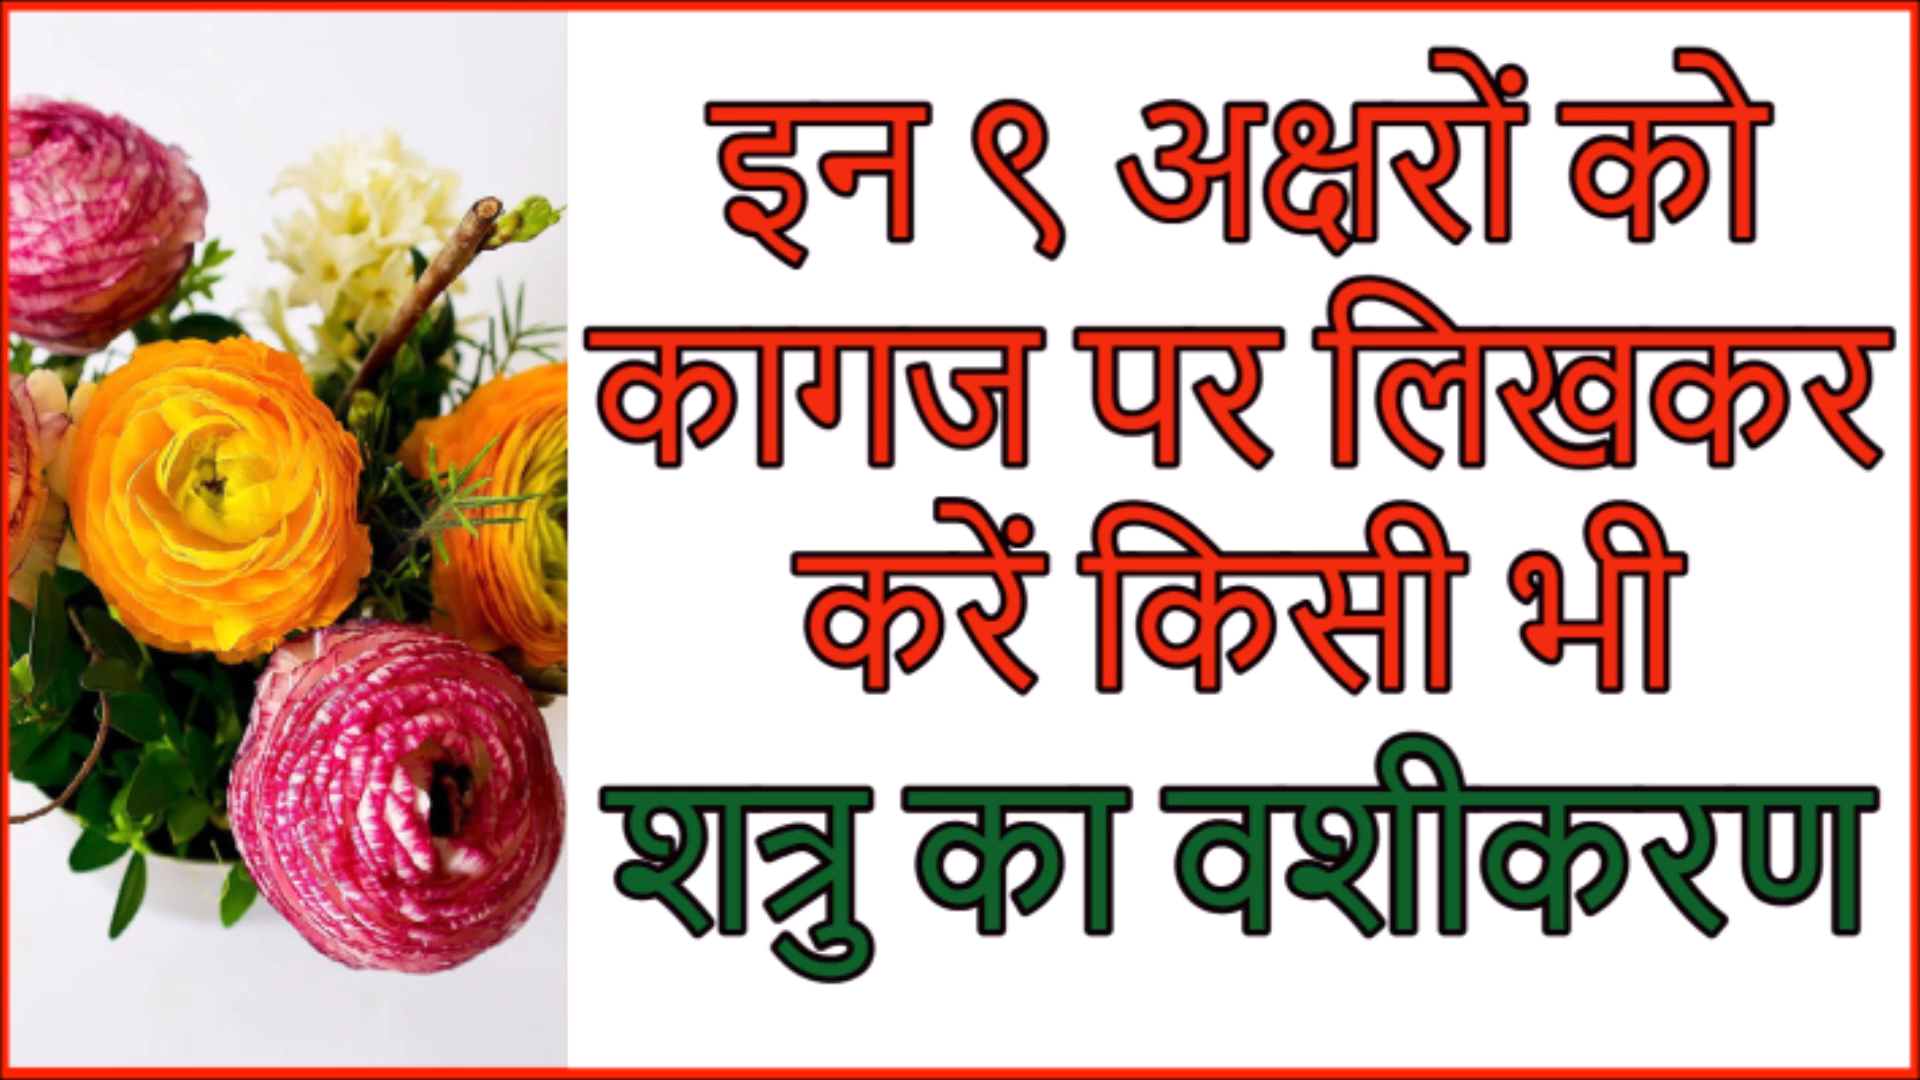 इन ९ अक्षरों को
कागज पर लिखकर
करें किसी भी
शत्रु का वशीकरण